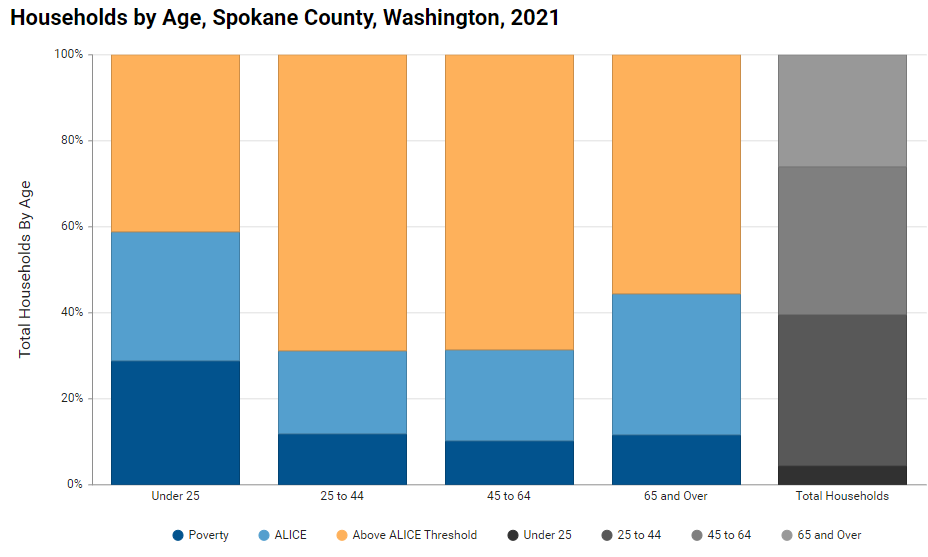 Households by Age, Spokane County, Washington, 2021
Total Households By Age
100%
80%
60%
40%
20%
0%
Under 25
25 to 44
45 to 64
65 and Over
Total Households
Poverty
ALICE
Above ALICE Threshold
Under 25
25 to 44
45 to 64
65 and Over